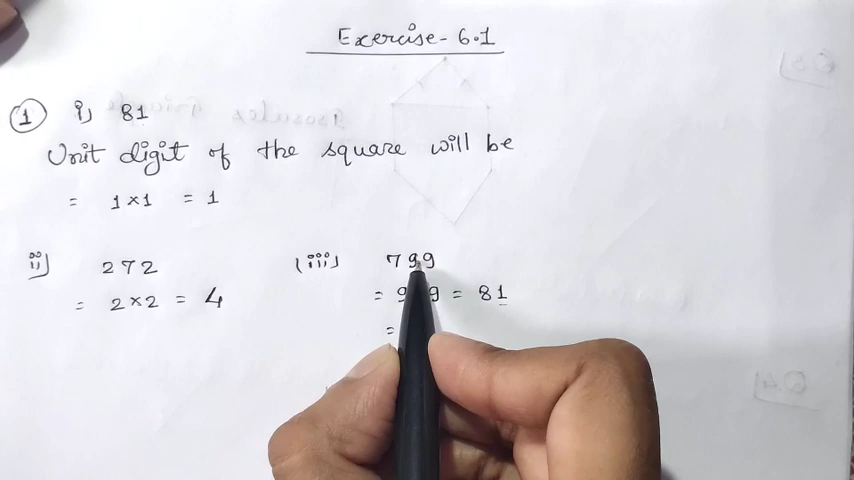 Exercise - 6.1
1 i) 81
Unit digit of the square will be
= 1×1 = 1
ii) 272
= 2×2 = 4
(iii) 799
= 9 9 = 81
=